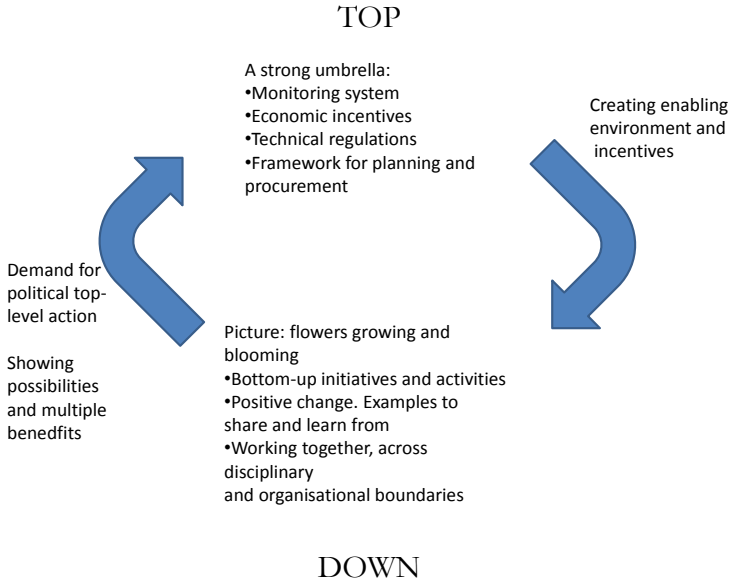 TOP
A strong umbrella:
•Monitoring system
•Economic incentives
•Technical regulations
•Framework for planning and
procurement
Creating enabling
environment and
incentives
Demand for
political top-
level action
Showing
possibilities
and multiple
benedfits
Picture: flowers growing and
blooming
•Bottom-up initiatives and activities
•Positive change. Examples to
share and learn from
•Working together, across
disciplinary
and organisational boundaries
DOWN